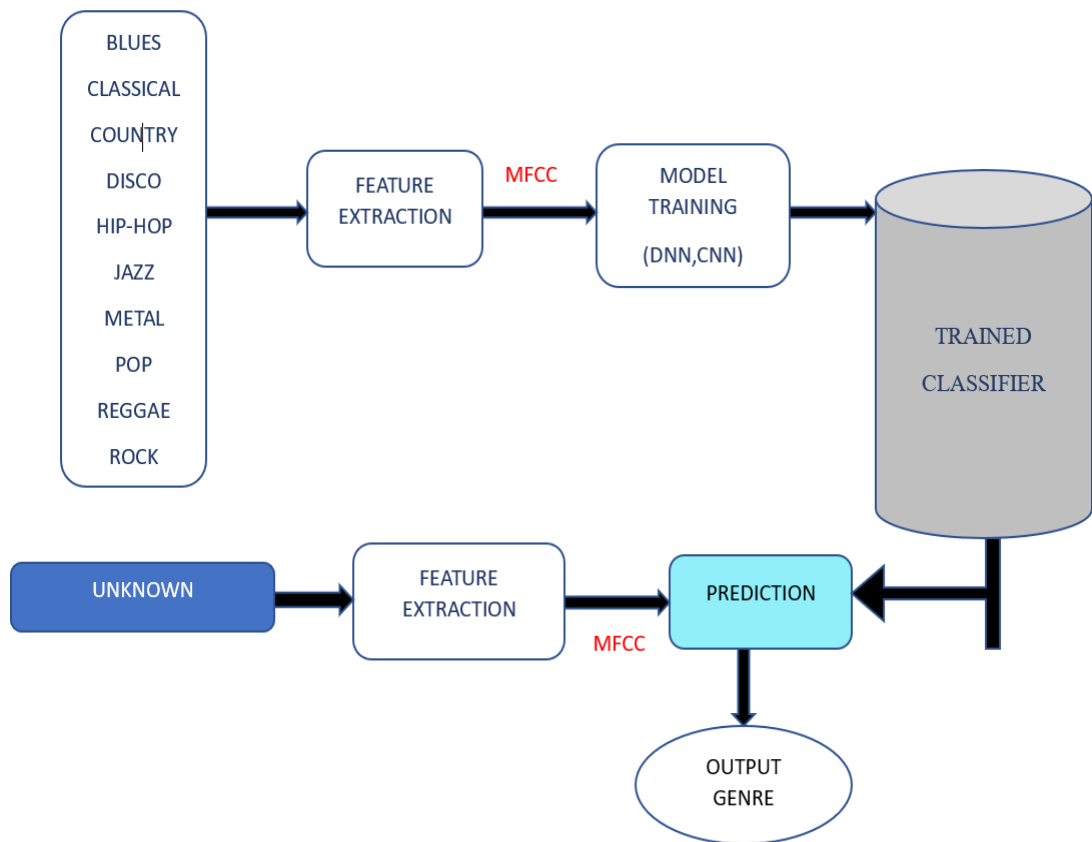 BLUES
CLASSICAL
COUNTRY
DISCO
HIP-HOP
JAZZ
METAL
POP
REGGAE
ROCK
FEATURE
EXTRACTION
MFCC
MODEL
TRAINING
(DNN,CNN)
TRAINED
CLASSIFIER
UNKNOWN
FEATURE
EXTRACTION
MFCC
PREDICTION
OUTPUT
GENRE